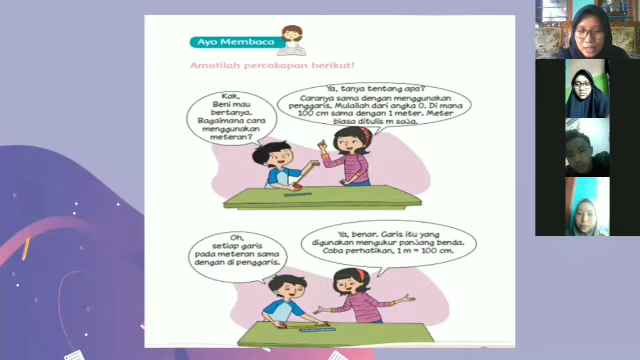 Ayo Membaca
Amatilah percakapan berikut!
Kak,
Beni mau
bertanya.
Bagaimana cara
menggunakan
meteran?
Ya, tanya tentang apa?
Caranya sama dengan menggunakan
penggaris. Mulailah dari angka 0. Di mana
100 cm sama dengan 1 meter. Meter
biasa ditulis m saja.
Oh,
setiap garis
pada meteran sama
dengan di penggaris.
Ya, benar. Garis itu yang
digunakan mengukur panjang benda.
Coba perhatikan, 1 m = 100 cm.